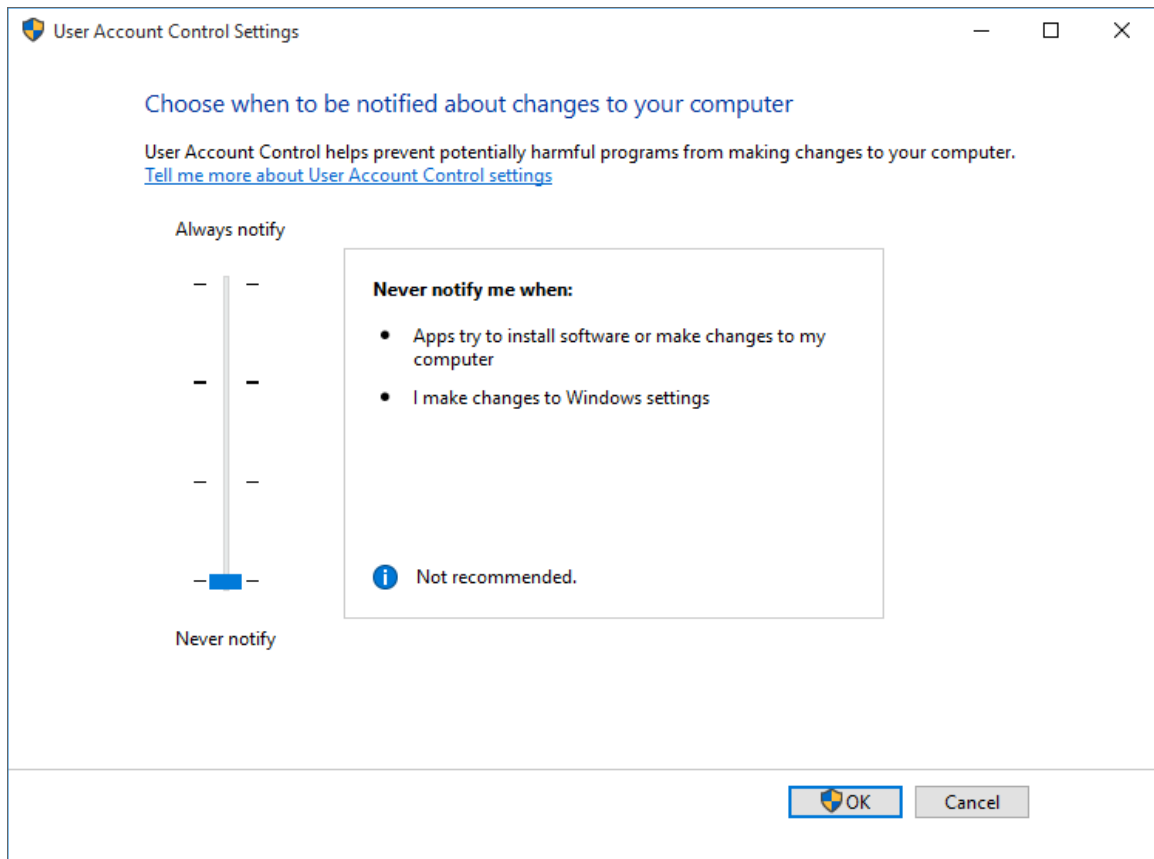 User Account Control Settings
Choose when to be notified about changes to your computer
User Account Control helps prevent potentially harmful programs from making changes to your computer.
Tell me more about User Account Control settings
Always notify
Never notify me when:
Apps try to install software or make changes to my
computer
I make changes to Windows settings
Not recommended.
Never notify
OK
Cancel